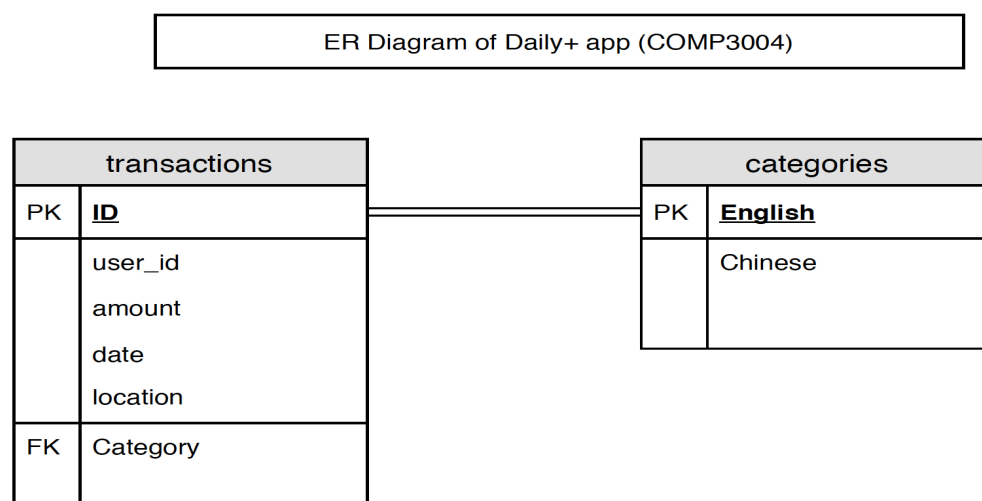 ER Diagram of Daily+ app (COMP3004)
transactions
PK ID
user_id
amount
date
location
FK Category
categories
PK English
Chinese